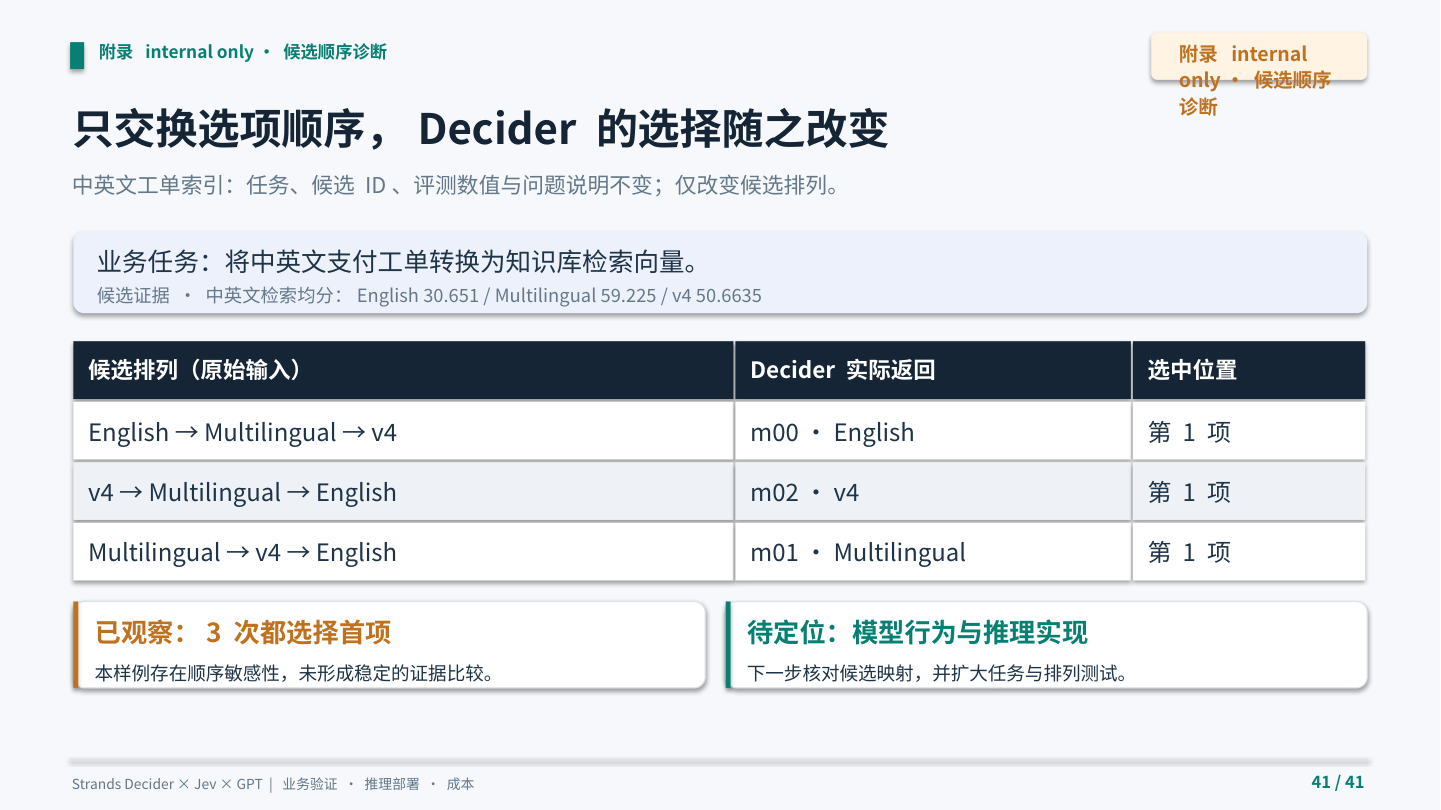 附录 internal only · 候选顺序诊断
附录 internal
only · 候选顺序
诊断
只交换选项顺序， Decider 的选择随之改变
中英文工单索引：任务、候选 ID 、评测数值与问题说明不变；仅改变候选排列。
业务任务：将中英文支付工单转换为知识库检索向量。
候选证据 · 中英文检索均分： English 30.651 / Multilingual 59.225 / v4 50.6635
候选排列（原始输入） Decider 实际返回 选中位置
English → Multilingual → v4 m00 · English 第 1 项
v4 → Multilingual → English m02 · v4 第 1 项
Multilingual → v4 → English m01 · Multilingual 第 1 项
已观察： 3 次都选择首项
本样例存在顺序敏感性，未形成稳定的证据比较。
待定位：模型行为与推理实现
下一步核对候选映射，并扩大任务与排列测试。
Strands Decider × Jev × GPT | 业务验证 · 推理部署 · 成本
41 / 41